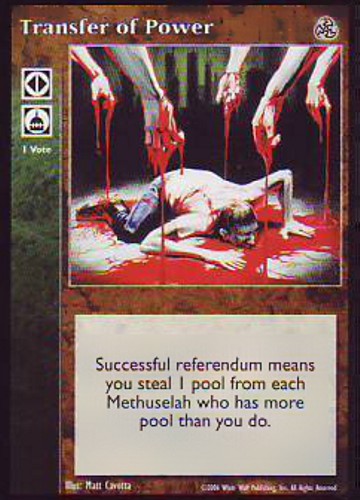 Transfer of Power
1 Vote
Successful referendum means
you steal 1 pool from each
Methuselah who has more
pool than you do.
Illus: Matt Cavotta
©2006 White Wolf Publishing, Inc. All Rights Reserved.